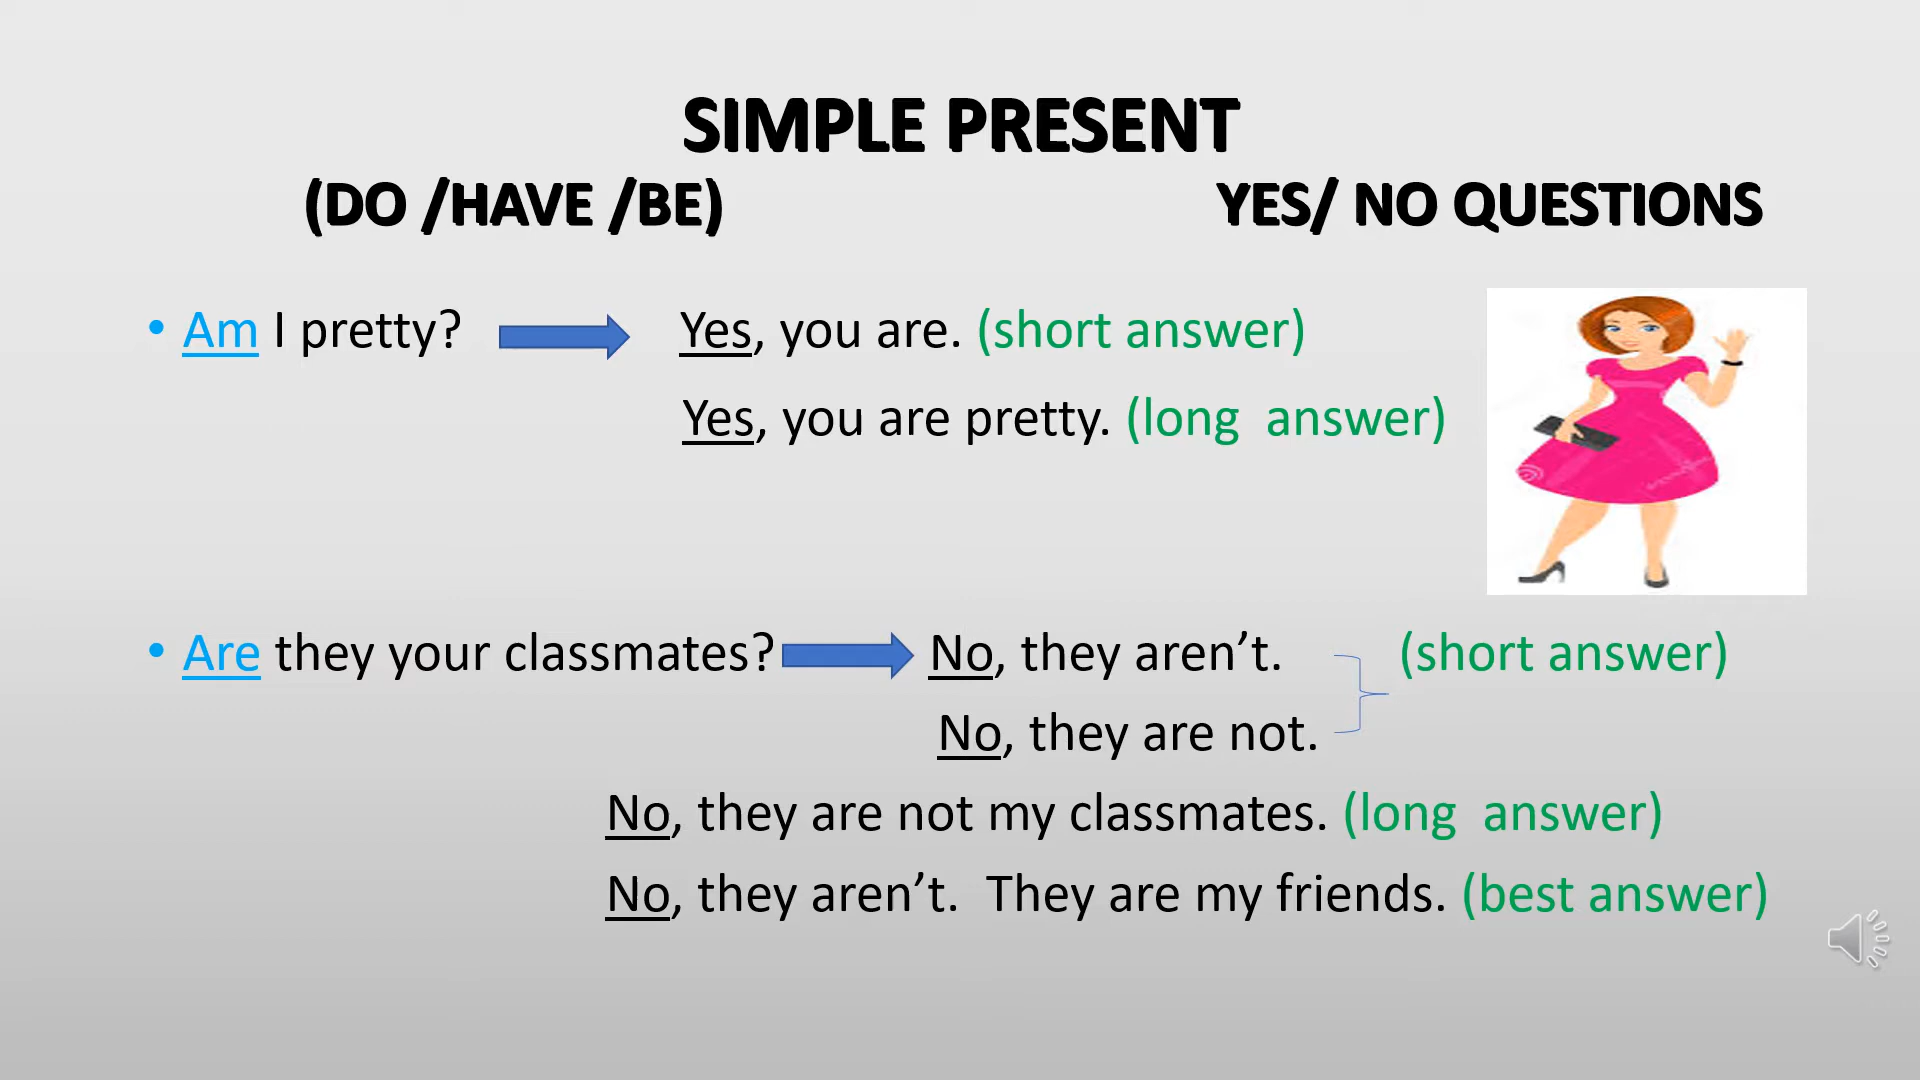 SIMPLE PRESENT
(DO /HAVE /BE) YES/ NO QUESTIONS
• Am I pretty? Yes, you are. (short answer)
Yes, you are pretty. (long answer)
• Are they your classmates? No, they aren’t. (short answer)
No, they are not.
No, they are not my classmates. (long answer)
No, they aren’t. They are my friends. (best answer)